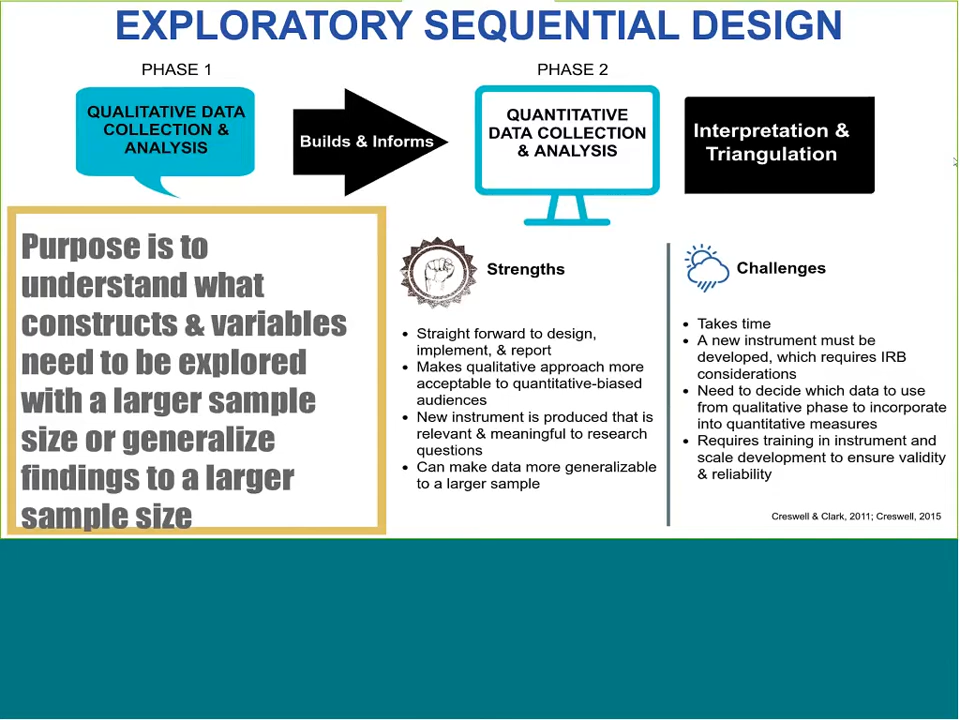 EXPLORATORY SEQUENTIAL DESIGN
PHASE 1
PHASE 2
QUALITATIVE DATA
COLLECTION &
ANALYSIS
Builds & Informs
QUANTITATIVE
DATA COLLECTION
& ANALYSIS
Interpretation &
Triangulation
Purpose is to
understand what
constructs & variables
need to be explored
with a larger sample
size or generalize
findings to a larger
sample size
Strengths
• Straight forward to design,
implement, & report
• Makes qualitative approach more
acceptable to quantitative-biased
audiences
• New instrument is produced that is
relevant & meaningful to research
questions
• Can make data more generalizable
to a larger sample
Challenges
• Takes time
• A new instrument must be
developed, which requires IRB
considerations
• Need to decide which data to use
from qualitative phase to incorporate
into quantitative measures
• Requires training in instrument and
scale development to ensure validity
& reliability
Creswell & Clark, 2011; Creswell, 2015